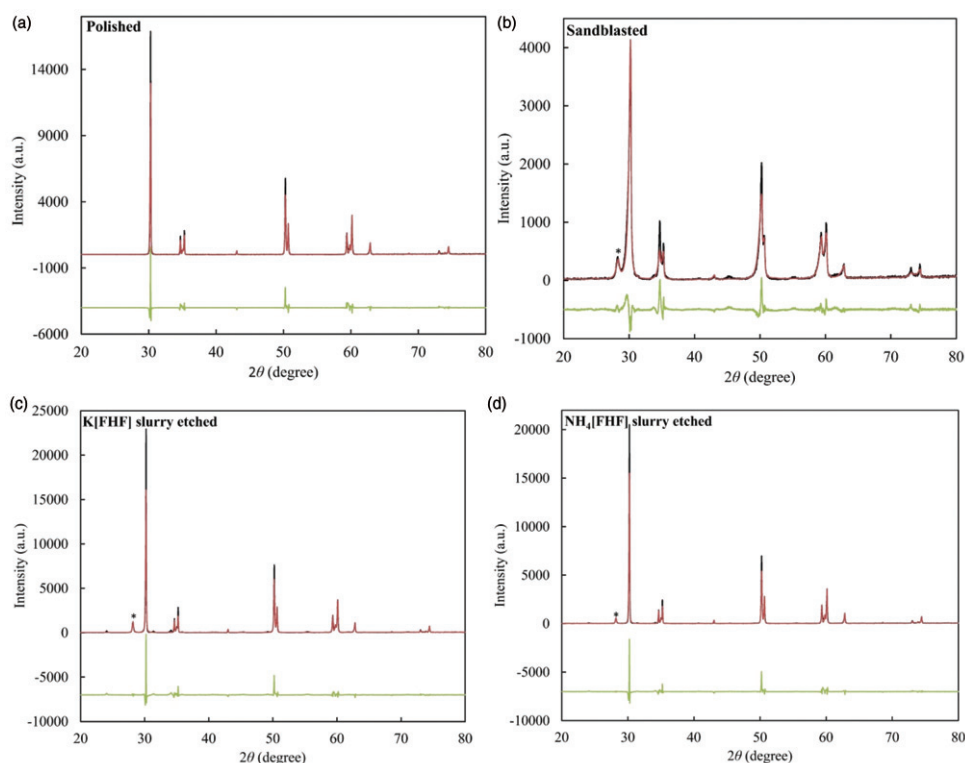 (a)
Polished
14000
9000
4000
-1000
-6000
Intensity (a.u.)
20 30 40 50 60 70 80
2θ (degree)
(b)
Sandblasted
4000
3000
2000
1000
0
-1000
Intensity (a.u.)
*
20 30 40 50 60 70 80
2θ (degree)
(c)
K[FHF] slurry etched
25000
20000
15000
10000
5000
0
-5000
-10000
Intensity (a.u.)
*
20 30 40 50 60 70 80
2θ (degree)
(d)
NH₄[FHF] slurry etched
20000
15000
10000
5000
0
-5000
-10000
Intensity (a.u.)
*
20 30 40 50 60 70 80
2θ (degree)